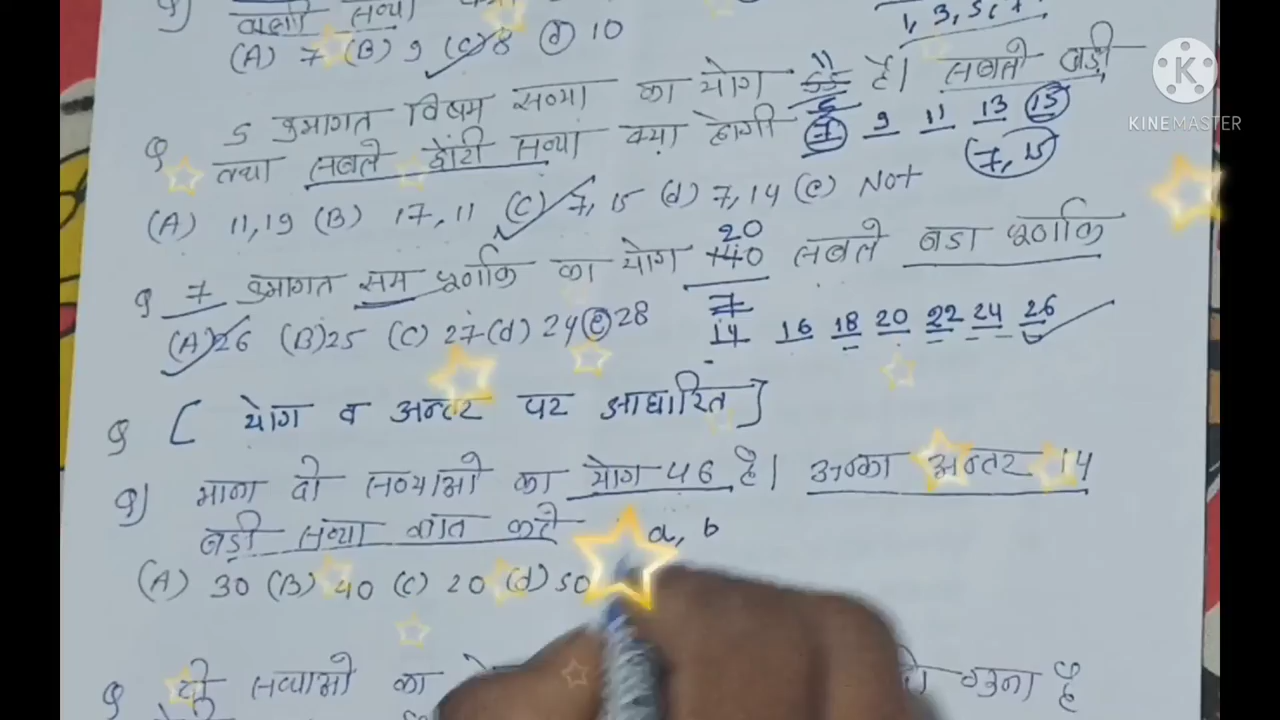 वाली संख्या
(A) 7 (B) 9 (C) 8 (d) 10
1, 3, 5, 7
Q 5 क्रमागत विषम संख्या का योग 55 है। सबसे बड़ी
11
5
तथा सबसे छोटी संख्या क्या होगी 7 9 11 13 15
(7, 15)
(A) 11,19 (B) 17,11 (C) 7,15 (d) 7,14 (e) Not
20
Q 7 क्रमागत सम पूर्णांक का योग 140 सबसे बडा पूर्णांक
7
(A) 26 (B) 25 (C) 27 (d) 24 (e) 28
14 16 18 20 22 24 26
Q [ योग व अन्तर पर आधारित ]
Q) माना दो संख्याओ का योग 46 है। उनका अन्तर 14
बड़ी संख्या ज्ञात करो
a, b
(A) 30 (B) 40 (C) 20 (d) 50
Q दो संख्याओ का
गुना है
KINEMASTER